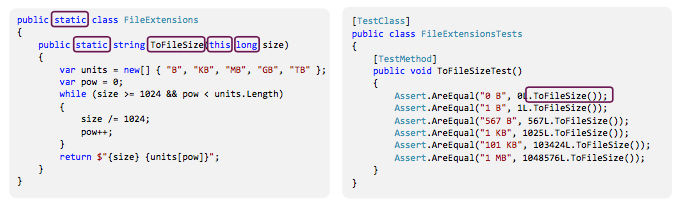 public static class FileExtensions
{
public static string ToFileSize(this long size)
{
var units = new[] { "B", "KB", "MB", "GB", "TB" };
var pow = 0;
while (size >= 1024 && pow < units.Length)
{
size /= 1024;
pow++;
}
return $"{size} {units[pow]}";
}
}
[TestClass]
public class FileExtensionsTests
{
[TestMethod]
public void ToFileSizeTest()
{
Assert.AreEqual("0 B", 0L.ToFileSize());
Assert.AreEqual("1 B", 1L.ToFileSize());
Assert.AreEqual("567 B", 567L.ToFileSize());
Assert.AreEqual("1 KB", 1025L.ToFileSize());
Assert.AreEqual("101 KB", 103424L.ToFileSize());
Assert.AreEqual("1 MB", 1048576L.ToFileSize());
}
}